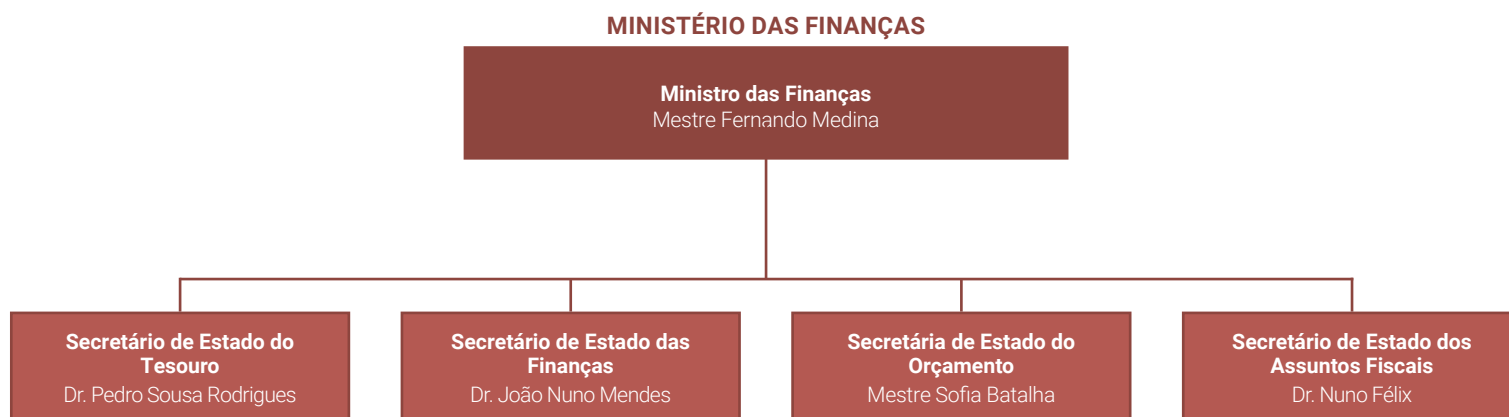 MINISTÉRIO DAS FINANÇAS
Ministro das Finanças
Mestre Fernando Medina
Secretário de Estado do
Tesouro
Dr. Pedro Sousa Rodrigues
Secretário de Estado das
Finanças
Dr. João Nuno Mendes
Secretária de Estado do
Orçamento
Mestre Sofia Batalha
Secretário de Estado dos
Assuntos Fiscais
Dr. Nuno Félix